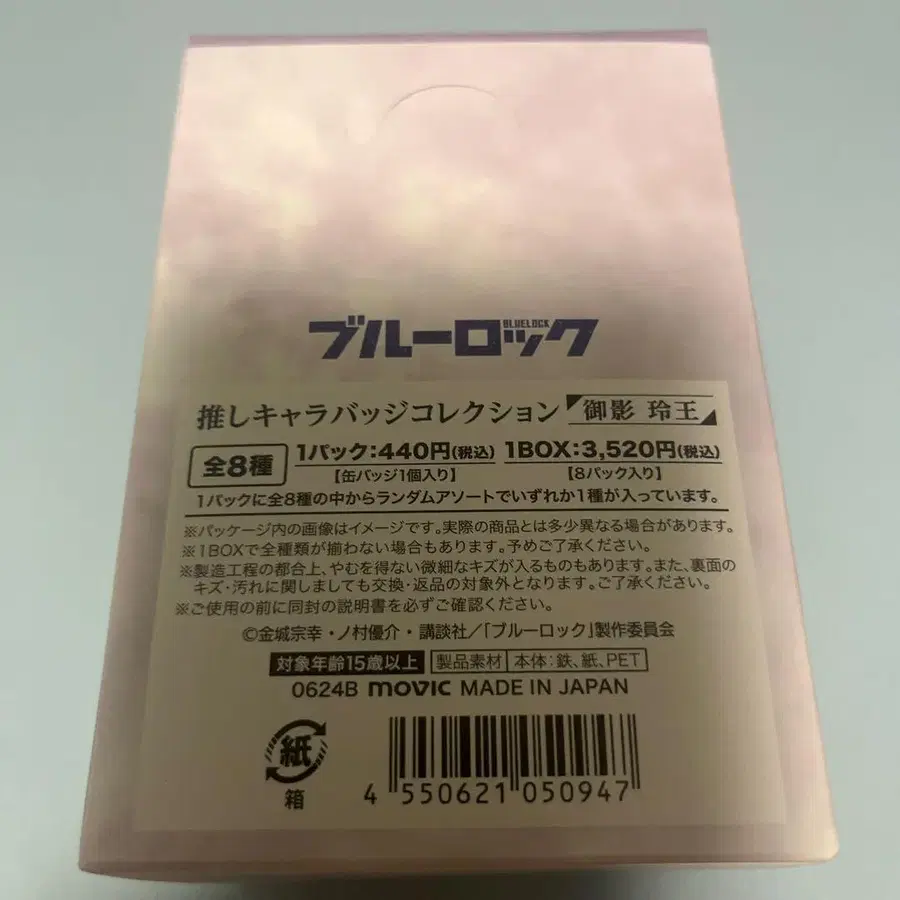 ブルーロック
BLUELOCK
推しキャラバッジコレクション 御影 玲王
全8種
1パック:440円(税込) 1BOX:3,520円(税込)
【缶バッジ1個入り】 【8パック入り】
1パックに全8種の中からランダムアソートでいずれか1種が入っています。
※パッケージ内の画像はイメージです。実際の商品とは多少異なる場合があります。
※1BOXで全種類が揃わない場合もあります。予めご了承ください。
※製造工程の都合上、やむを得ない微細なキズが入るものもあります。また、裏面の
キズ・汚れに関しましても交換・返品の対象外となります。ご了承ください。
※ご使用の前に同封の説明書を必ずご確認ください。
©金城宗幸・ノ村優介・講談社/「ブルーロック」製作委員会
対象年齢15歳以上 製品素材 本体:鉄、紙、PET
0624B movic MADE IN JAPAN
紙
箱
4 550621 050947